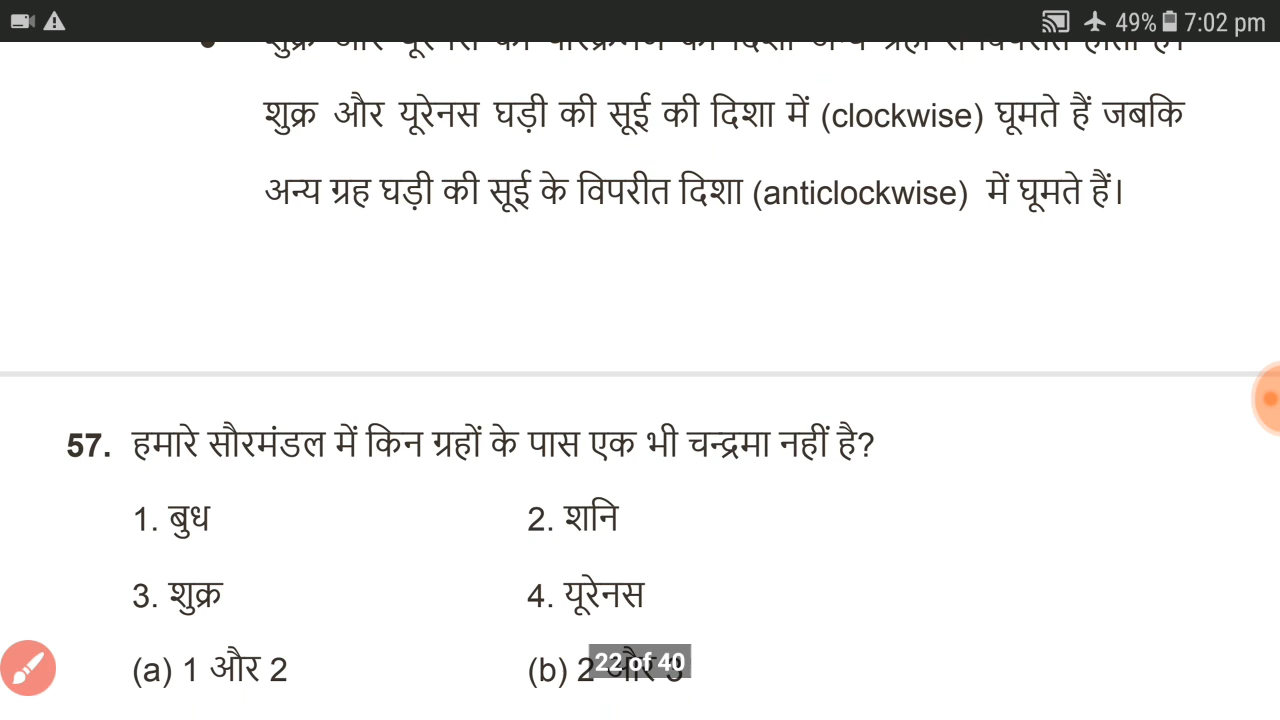 49% 7:02 pm
शुक्र और यूरेनस घड़ी की सूई की दिशा में (clockwise) घूमते हैं जबकि
अन्य ग्रह घड़ी की सूई के विपरीत दिशा (anticlockwise) में घूमते हैं।
57. हमारे सौरमंडल में किन ग्रहों के पास एक भी चन्द्रमा नहीं है?
1. बुध 2. शनि
3. शुक्र 4. यूरेनस
(a) 1 और 2 (b) 2 और 3
22 of 40